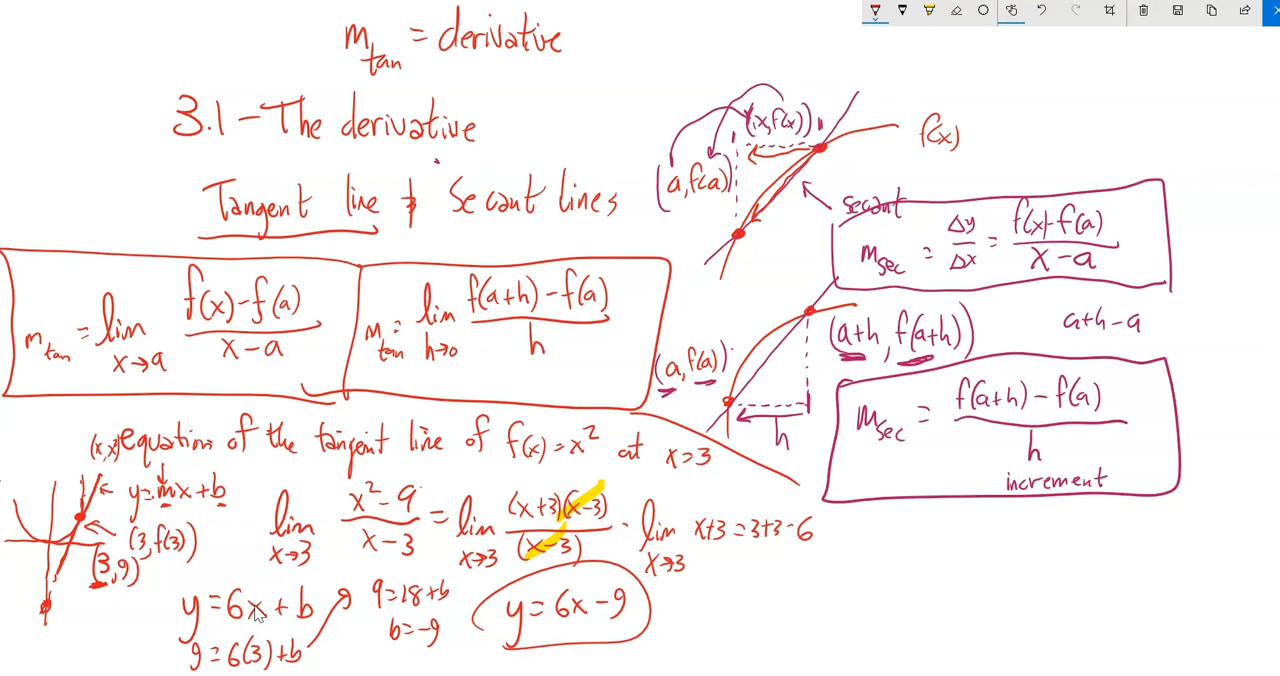 m_tan = derivative
3.1 - The derivative
Tangent line & Secant lines
m_tan = lim x→a (f(x) - f(a)) / (x - a)
m_tan = lim h→0 (f(a+h) - f(a)) / h
(x, f(x))
(a, f(a))
f(x)
secant
m_sec = Δy/Δx = (f(x) - f(a)) / (x - a)
(a+h, f(a+h))
a+h-a
(a, f(a))
h
m_sec = (f(a+h) - f(a)) / h
increment
equation of the tangent line of f(x) = x² at x=3
y=mx+b
(3, f(3))
(3, 9)
lim x→3 (x² - 9) / (x - 3) = lim x→3 (x+3)(x-3) / (x-3) · lim x→3 x+3 = 3+3 = 6
y = 6x + b
9 = 6(3) + b
9 = 18 + b
b = -9
y = 6x - 9